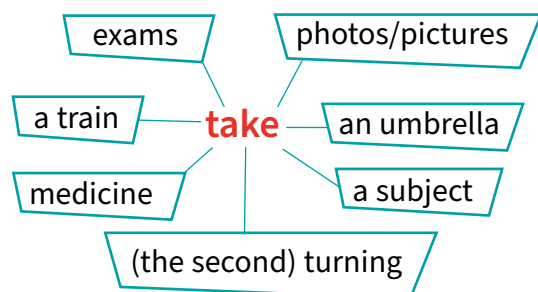 exams
photos/pictures
a train
take
an umbrella
medicine
a subject
(the second) turning